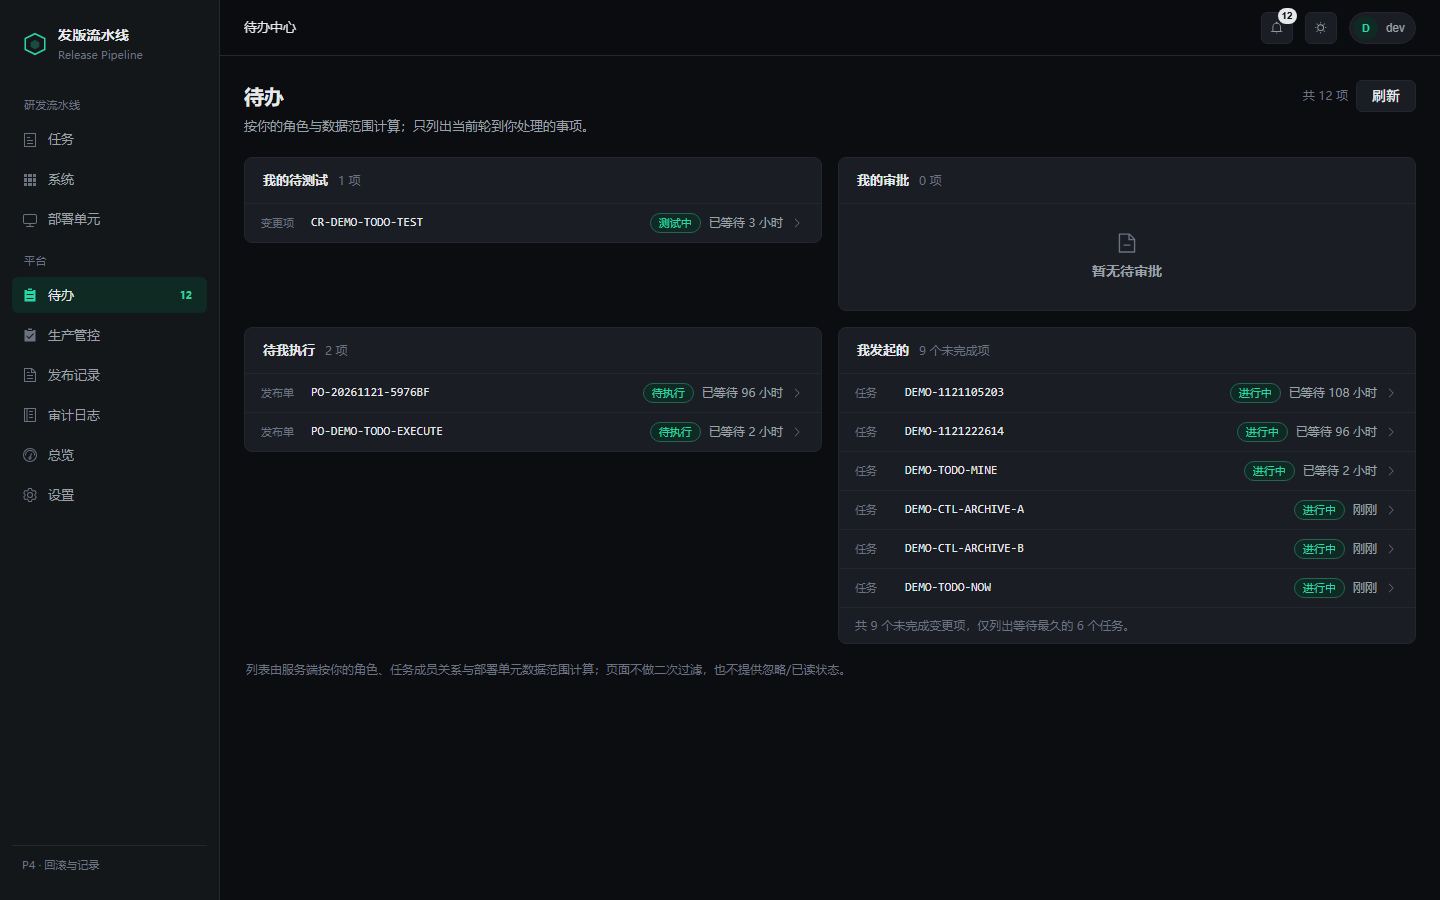 发版流水线
Release Pipeline
研发流水线
任务
系统
部署单元
平台
待办 12
生产管控
发布记录
审计日志
总览
设置
P4 · 回滚与记录
待办中心
12
D dev
待办
按你的角色与数据范围计算；只列出当前轮到你处理的事项。
共 12 项 刷新
我的待测试 1 项
变更项 CR-DEMO-TODO-TEST 测试中 已等待 3 小时
我的审批 0 项
暂无待审批
待我执行 2 项
发布单 PO-20261121-5976BF 待执行 已等待 96 小时
发布单 PO-DEMO-TODO-EXECUTE 待执行 已等待 2 小时
我发起的 9 个未完成项
任务 DEMO-1121105203 进行中 已等待 108 小时
任务 DEMO-1121222614 进行中 已等待 96 小时
任务 DEMO-TODO-MINE 进行中 已等待 2 小时
任务 DEMO-CTL-ARCHIVE-A 进行中 刚刚
任务 DEMO-CTL-ARCHIVE-B 进行中 刚刚
任务 DEMO-TODO-NOW 进行中 刚刚
共 9 个未完成变更项，仅列出等待最久的 6 个任务。
列表由服务端按你的角色、任务成员关系与部署单元数据范围计算；页面不做二次过滤，也不提供忽略/已读状态。